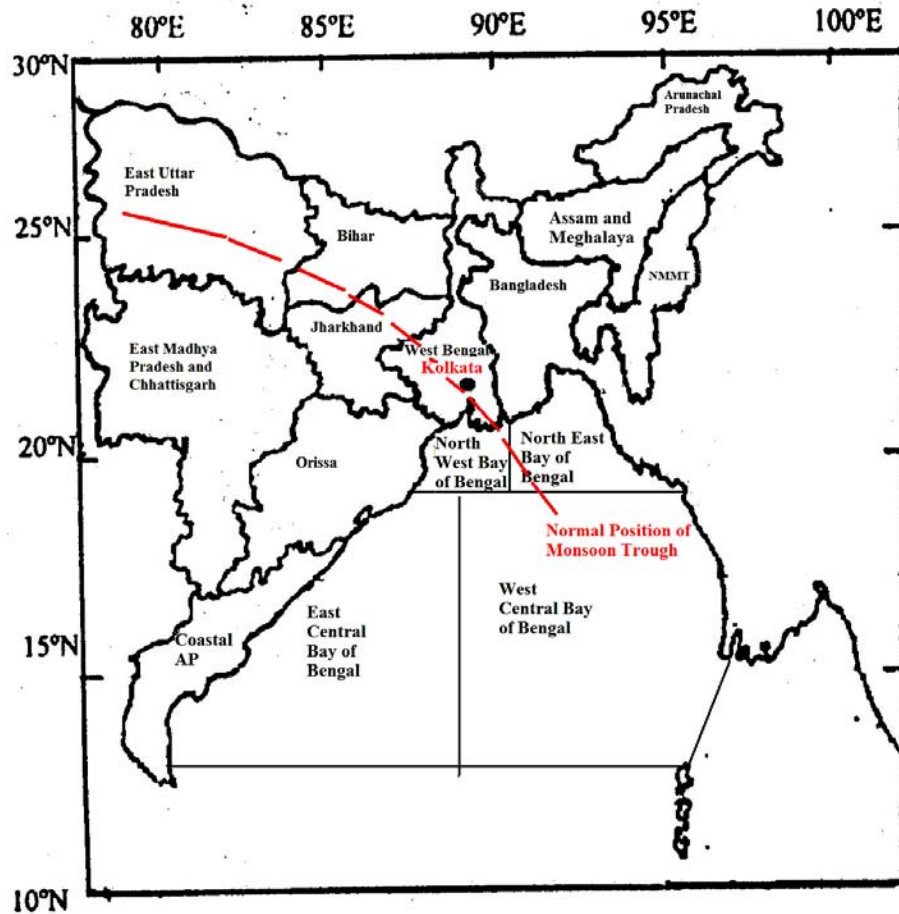 80°E 85°E 90°E 95°E 100°E
30°N
Arunachal
Pradesh
East Uttar
Pradesh
25°N
Bihar
Assam and
Meghalaya
NMMT
Bangladesh
Jharkhand
West Bengal
Kolkata
East Madhya
Pradesh and
Chhattisgarh
20°N
Orissa
North
West Bay
of Bengal
North East
Bay of
Bengal
Normal Position of
Monsoon Trough
West
Central Bay
of Bengal
East
Central
Bay of
Bengal
Coastal
AP
15°N
10°N